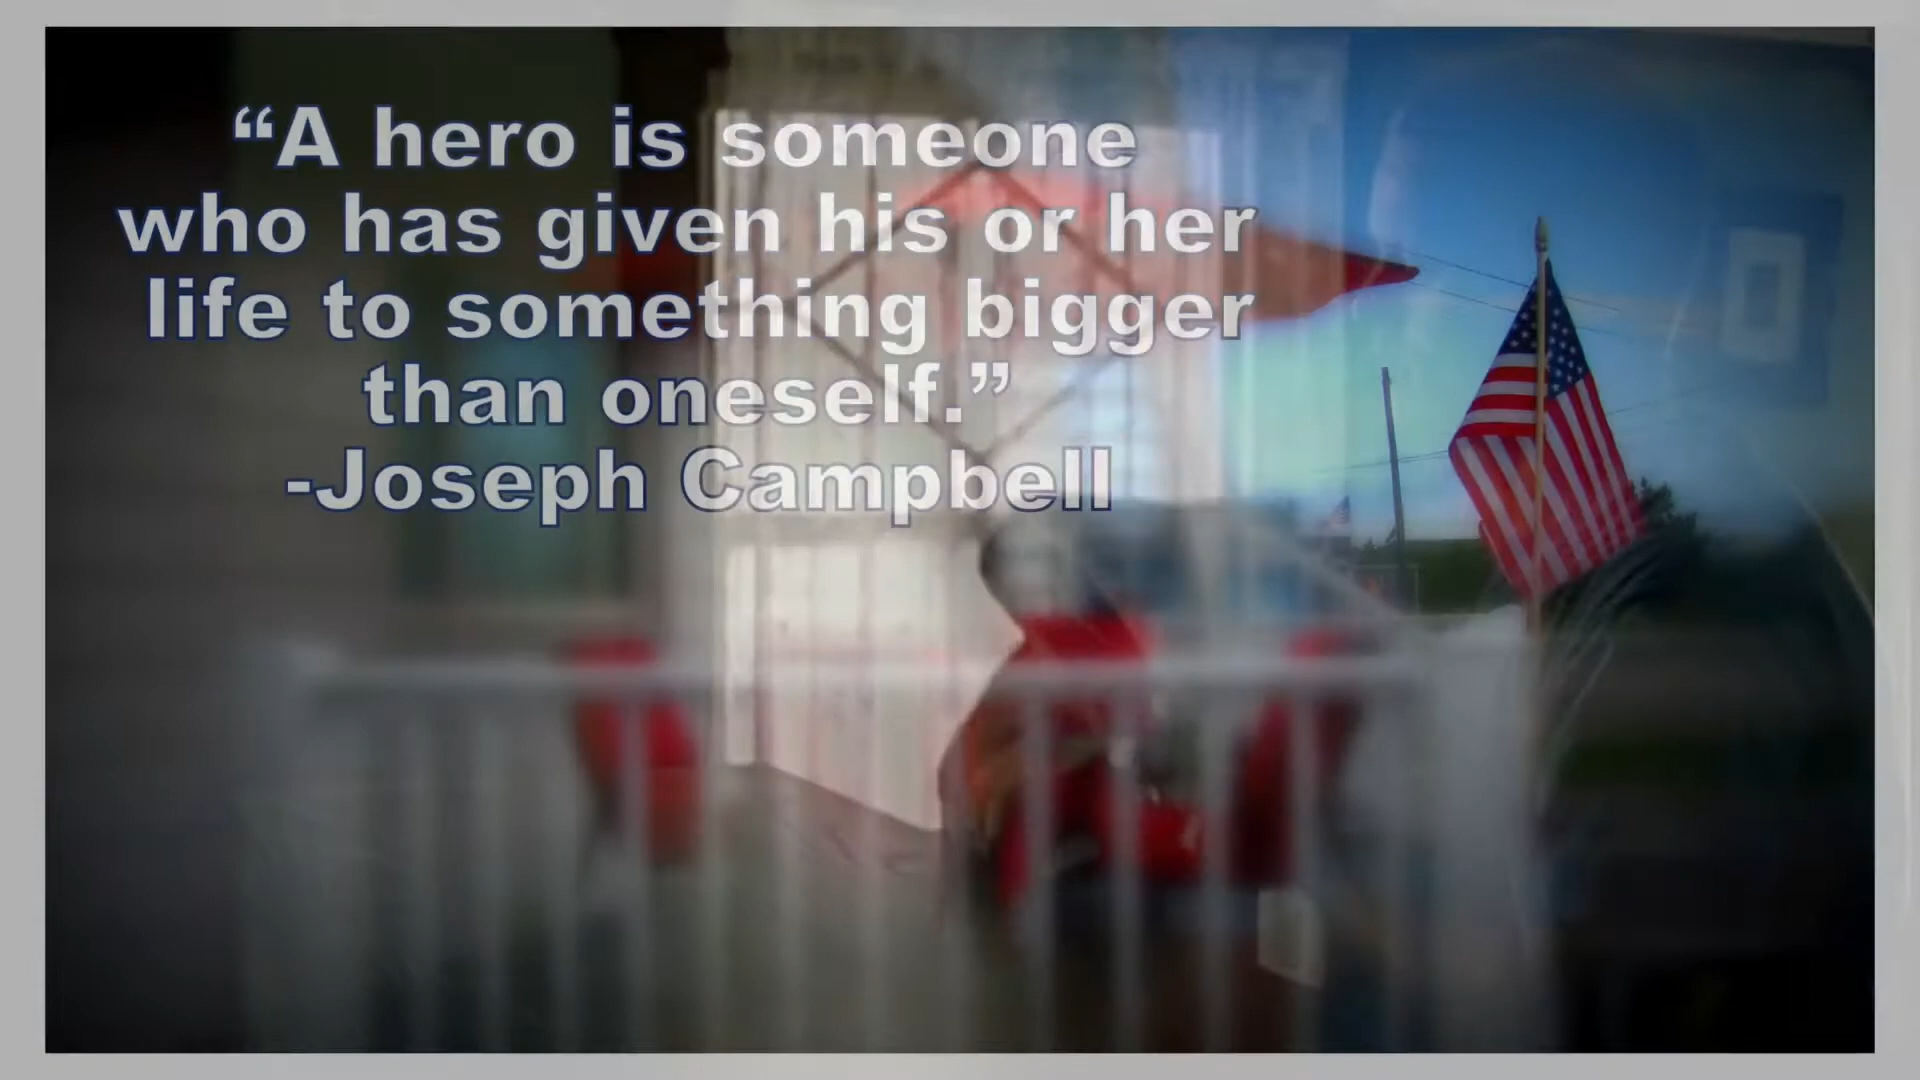 “A hero is someone
who has given his or her
life to something bigger
than oneself.”
-Joseph Campbell